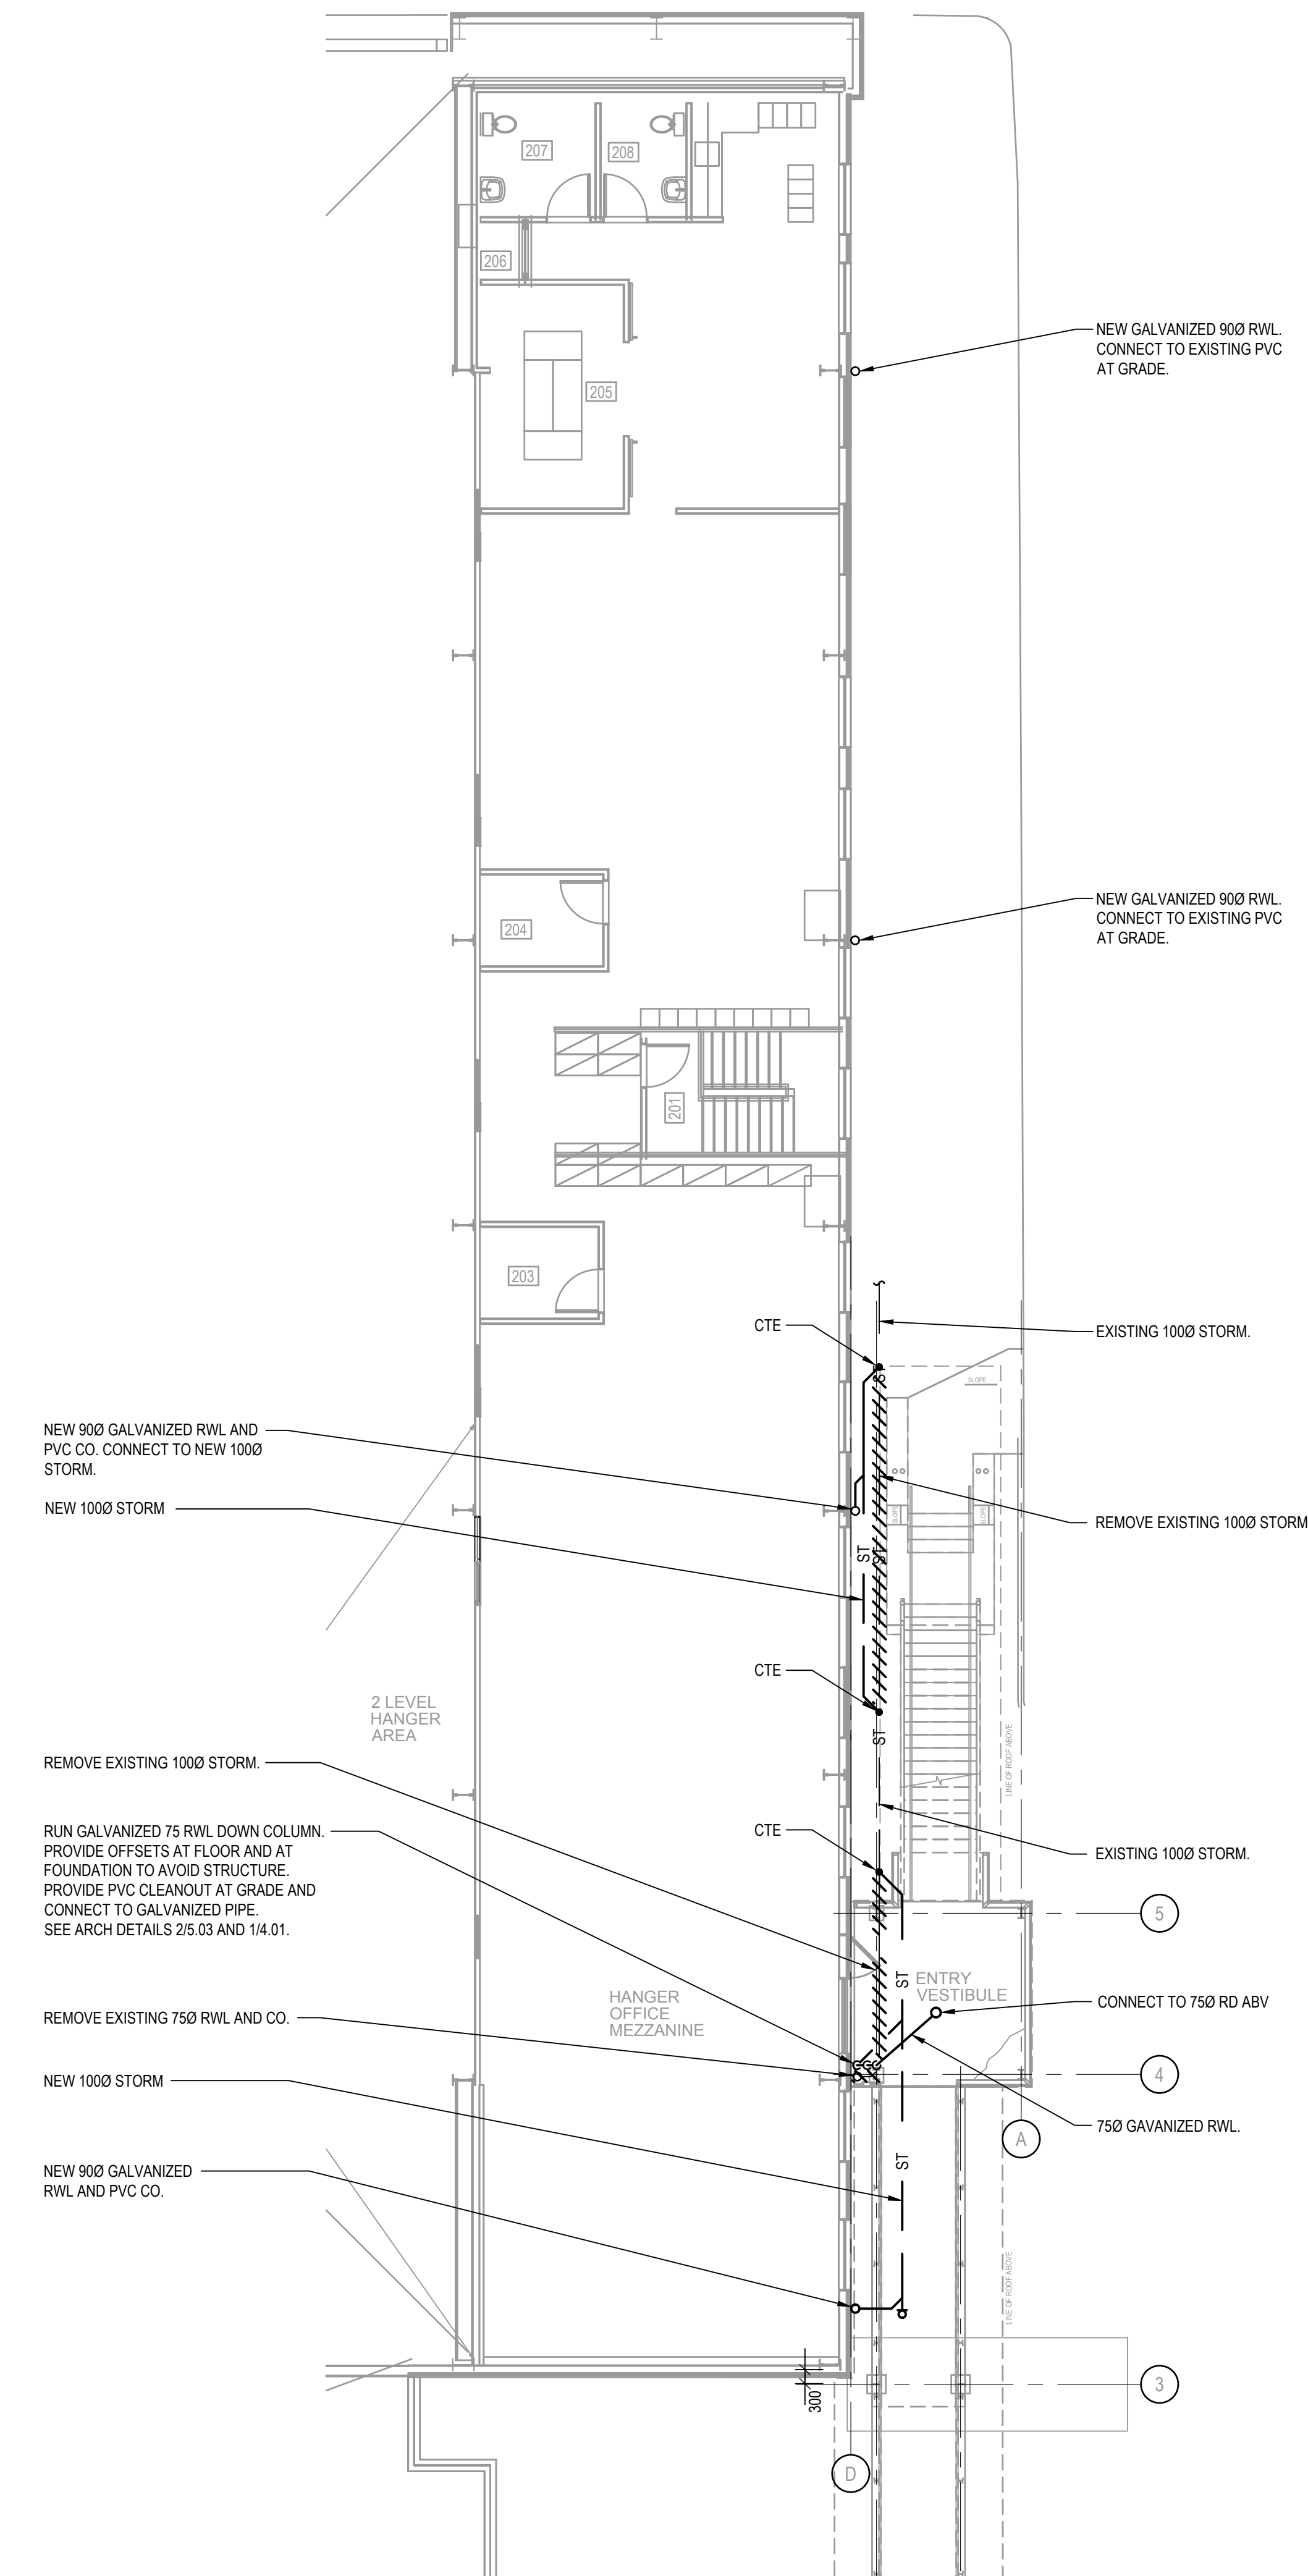 207
208
206
NEW GALVANIZED 90Ø RWL.
CONNECT TO EXISTING PVC
AT GRADE.
205
NEW GALVANIZED 90Ø RWL.
CONNECT TO EXISTING PVC
AT GRADE.
204
201
203
CTE
EXISTING 100Ø STORM.
ST
SLOPE
NEW 90Ø GALVANIZED RWL AND
PVC CO. CONNECT TO NEW 100Ø
STORM.
NEW 100Ø STORM
SLOPE
SLOPE
REMOVE EXISTING 100Ø STORM
ST
ST
CTE
2 LEVEL
HANGER
AREA
ST
LINE OF ROOF ABOVE
REMOVE EXISTING 100Ø STORM.
RUN GALVANIZED 75 RWL DOWN COLUMN.
PROVIDE OFFSETS AT FLOOR AND AT
FOUNDATION TO AVOID STRUCTURE.
PROVIDE PVC CLEANOUT AT GRADE AND
CONNECT TO GALVANIZED PIPE.
SEE ARCH DETAILS 2/5.03 AND 1/4.01.
CTE
EXISTING 100Ø STORM.
5
ST
ENTRY
VESTIBULE
HANGER
OFFICE
MEZZANINE
CONNECT TO 75Ø RD ABV
REMOVE EXISTING 75Ø RWL AND CO.
4
NEW 100Ø STORM
75Ø GAVANIZED RWL.
A
ST
NEW 90Ø GALVANIZED
RWL AND PVC CO.
LINE OF ROOF ABOVE
300
3
D